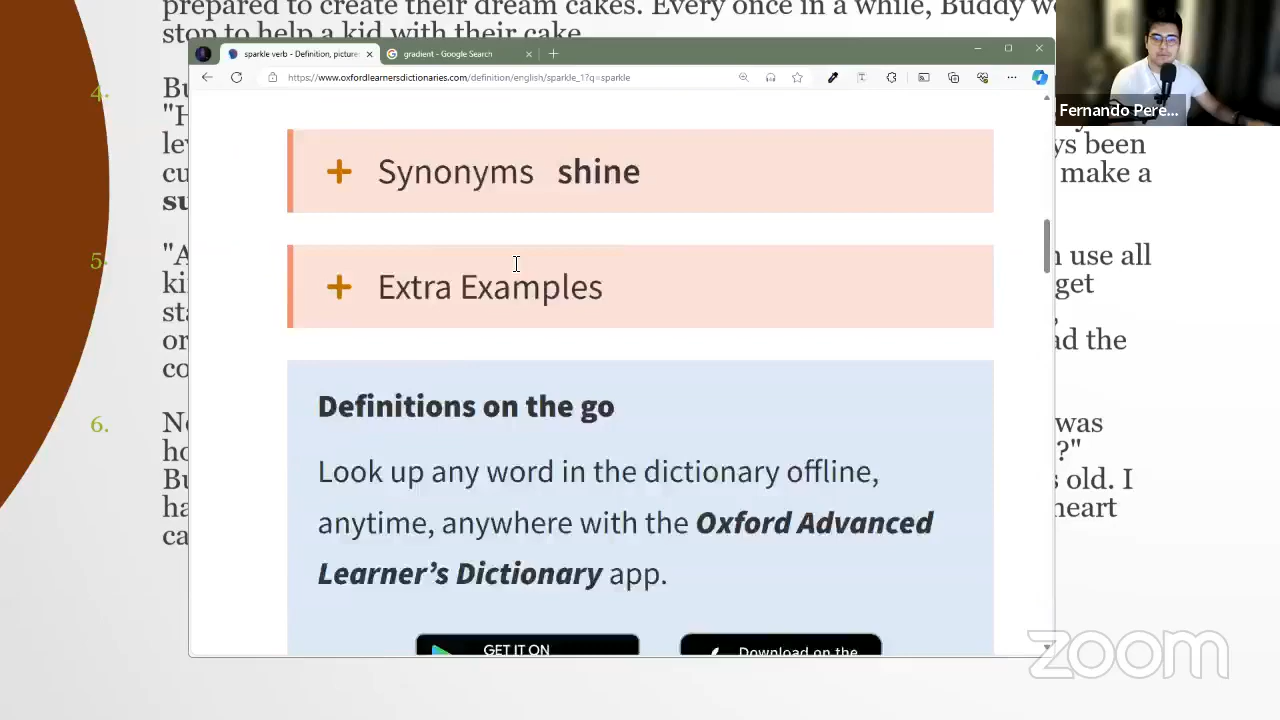 prepared to create their dream cakes. Every once in a while, Buddy
stop to help a kid with their cake.
sparkle verb - Definition, picture
gradient - Google Search
https://www.oxfordlearnersdictionaries.com/definition/english/sparkle_1?q=sparkle
Fernando Pere...
4.
Synonyms shine
ys been
make a
5.
Extra Examples
use all
get
ad the
Definitions on the go
6.
was
Look up any word in the dictionary offline,
?"
old. I
anytime, anywhere with the Oxford Advanced
heart
Learner's Dictionary app.
GET IT ON
Download on the
zoom